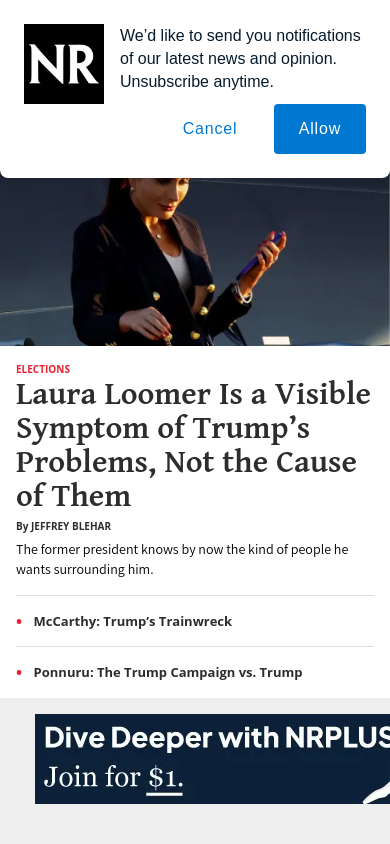 NR
We’d like to send you notifications
of our latest news and opinion.
Unsubscribe anytime.
Cancel
Allow
ELECTIONS
Laura Loomer Is a Visible
Symptom of Trump’s
Problems, Not the Cause
of Them
By JEFFREY BLEHAR
The former president knows by now the kind of people he
wants surrounding him.
McCarthy: Trump’s Trainwreck
Ponnuru: The Trump Campaign vs. Trump
Dive Deeper with NRPLUS
Join for $1.